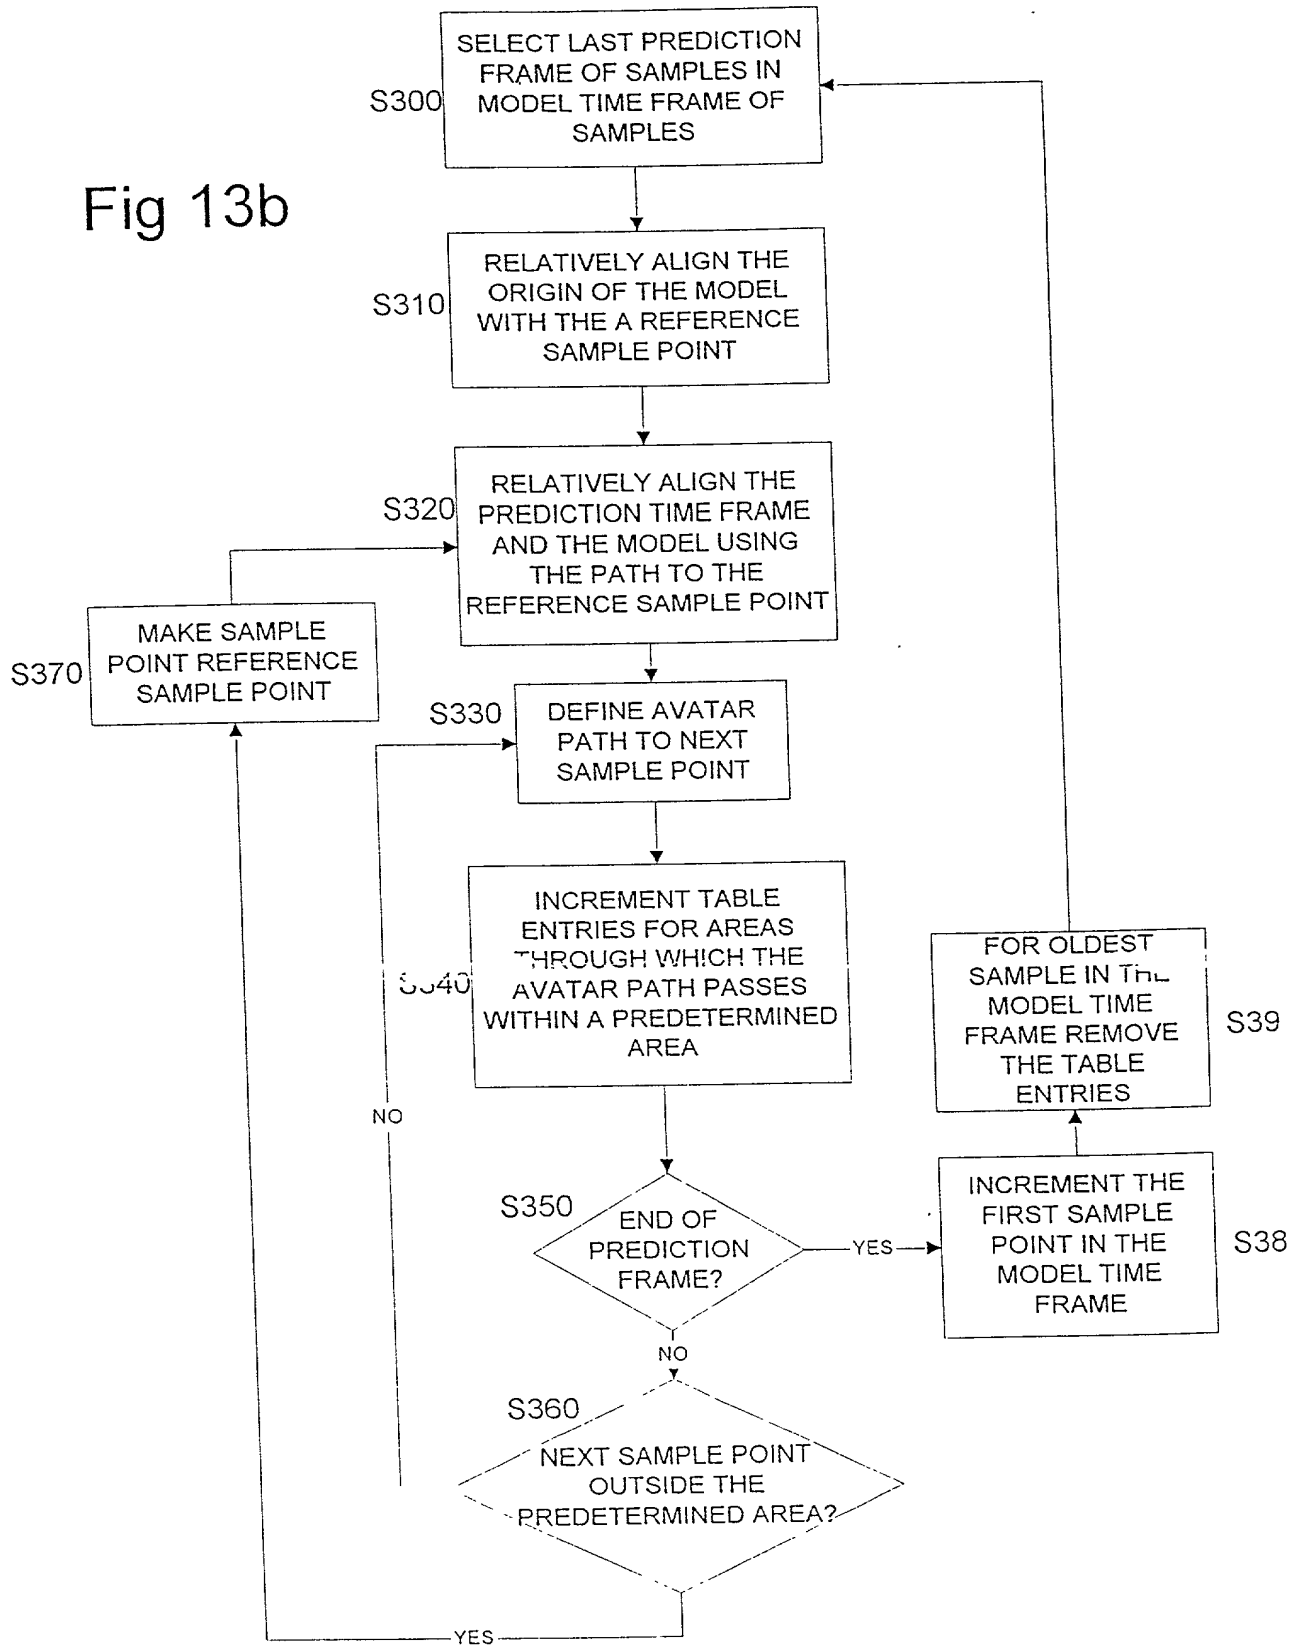 Fig 13b
S300
SELECT LAST PREDICTION
FRAME OF SAMPLES IN
MODEL TIME FRAME OF
SAMPLES
S310
RELATIVELY ALIGN THE
ORIGIN OF THE MODEL
WITH THE A REFERENCE
SAMPLE POINT
S320
RELATIVELY ALIGN THE
PREDICTION TIME FRAME
AND THE MODEL USING
THE PATH TO THE
REFERENCE SAMPLE POINT
S370
MAKE SAMPLE
POINT REFERENCE
SAMPLE POINT
S330
DEFINE AVATAR
PATH TO NEXT
SAMPLE POINT
S340
INCREMENT TABLE
ENTRIES FOR AREAS
THROUGH WHICH THE
AVATAR PATH PASSES
WITHIN A PREDETERMINED
AREA
FOR OLDEST
SAMPLE IN THE
MODEL TIME
FRAME REMOVE
THE TABLE
ENTRIES
S39
NO
S350
END OF
PREDICTION
FRAME?
YES
INCREMENT THE
FIRST SAMPLE
POINT IN THE
MODEL TIME
FRAME
S38
NO
S360
NEXT SAMPLE POINT
OUTSIDE THE
PREDETERMINED AREA?
YES